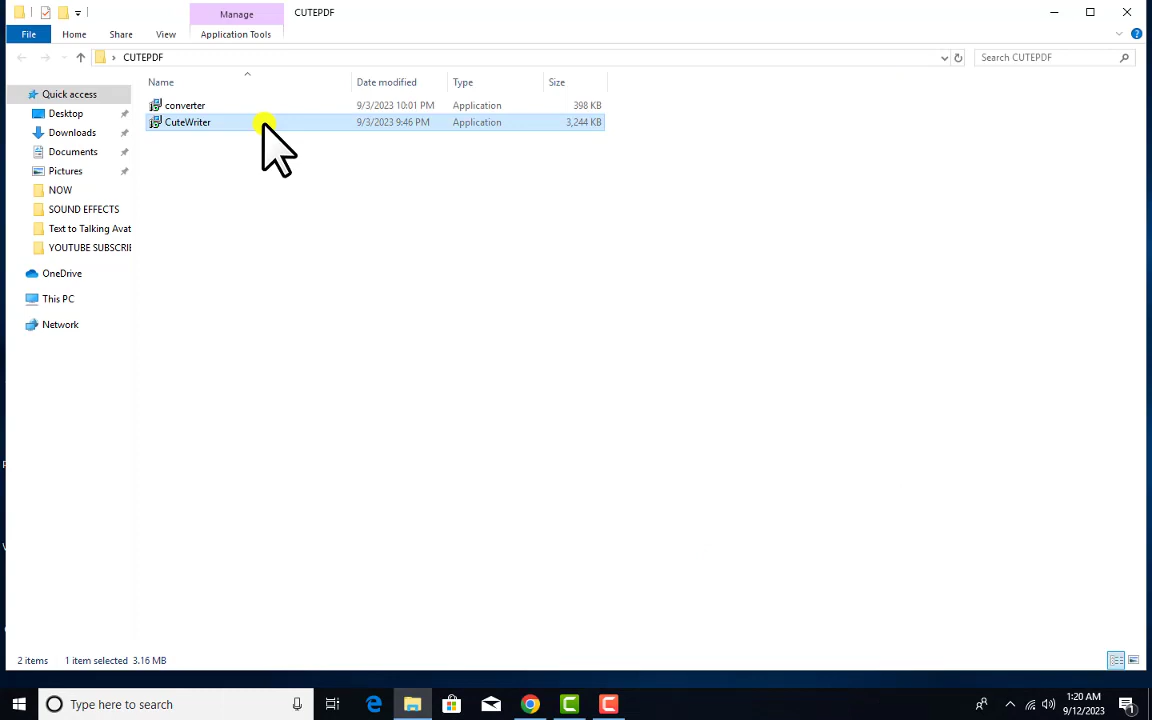 Manage
CUTEPDF
File
Home
Share
View
Application Tools
CUTEPDF
Search CUTEPDF
Name
Date modified
Type
Size
converter
9/3/2023 10:01 PM
Application
398 KB
CuteWriter
9/3/2023 9:46 PM
Application
3,244 KB
Quick access
Desktop
Downloads
Documents
Pictures
NOW
SOUND EFFECTS
Text to Talking Avat
YOUTUBE SUBSCRIE
OneDrive
This PC
Network
2 items
1 item selected 3.16 MB
Type here to search
1:20 AM
9/12/2023
1